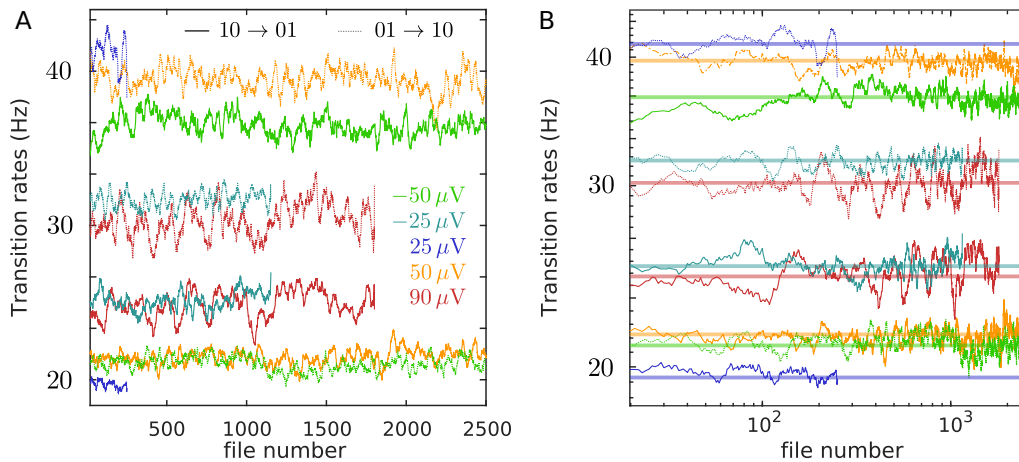 A
10 → 01
01 → 10
Transition rates (Hz)
40
30
20
−50 μV
−25 μV
25 μV
50 μV
90 μV
500
1000
1500
2000
2500
file number
B
Transition rates (Hz)
40
30
20
10²
10³
file number